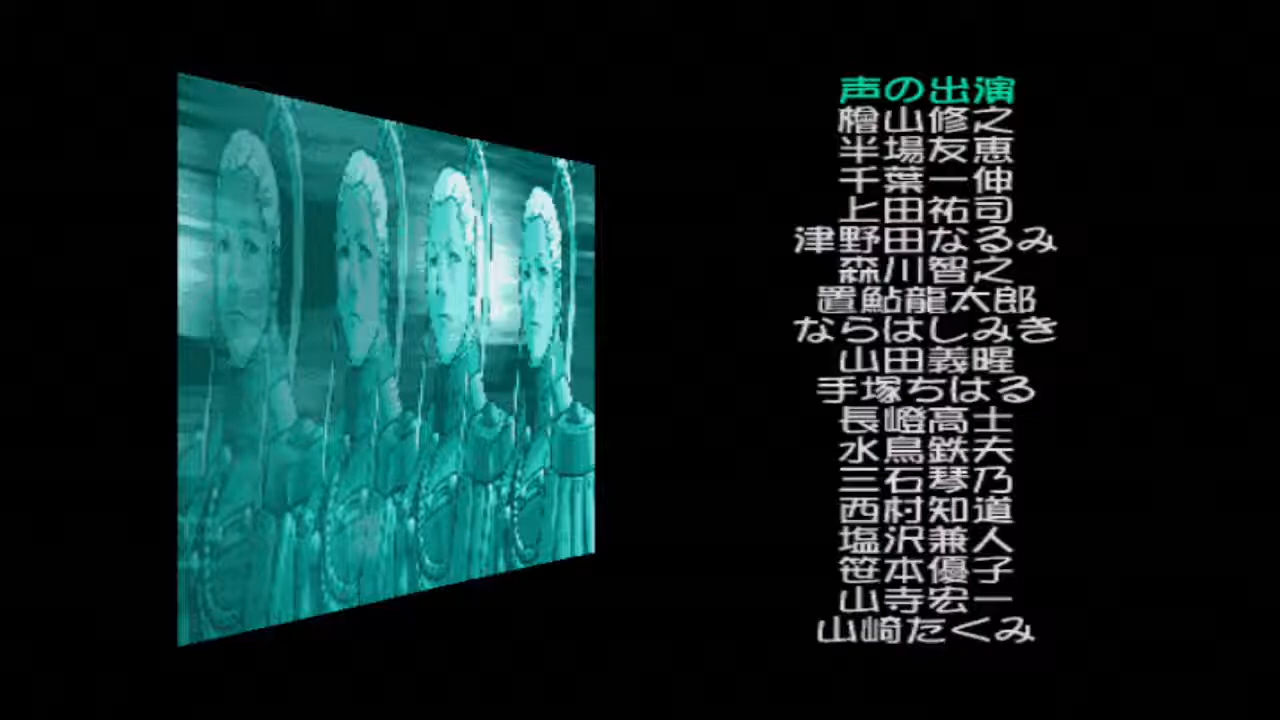 声の出演
檜山修之
半場友恵
千葉一伸
上田祐司
津野田なるみ
森川智之
置鮎龍太郎
ならはしみき
山田義晴
手塚ちはる
長嶝高士
水鳥鉄夫
三石琴乃
西村知道
塩沢兼人
笹本優子
山寺宏一
山崎たくみ